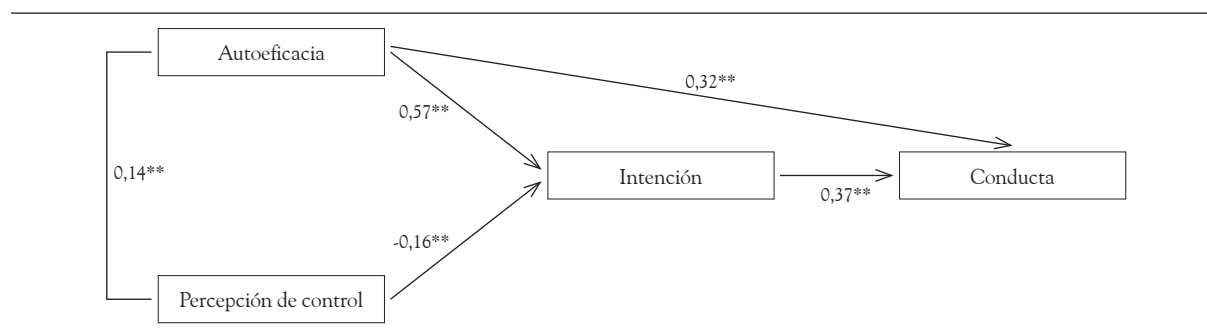 Autoeficacia
0,32**
0,57**
0,14**
Intención
Conducta
0,37**
-0,16**
Percepción de control